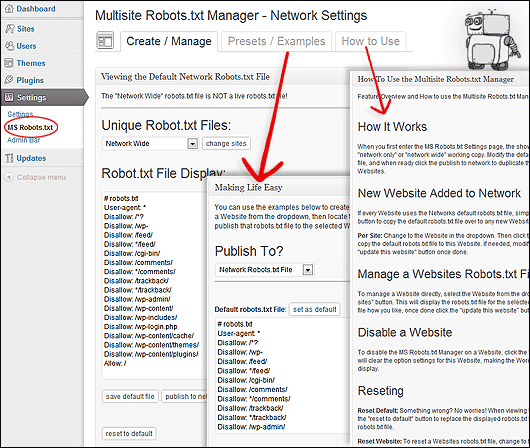 Dashboard
Sites
Users
Themes
Plugins
Settings
Settings
MS Robots.txt
Admin Bar
Updates
Collapse menu
Multisite Robots.txt Manager - Network Settings
Create / Manage
Presets / Examples
How to Use
Viewing the Default Network Robots.txt File
The "Network Wide" robots.txt file is NOT a live robots.txt file!
Unique Robot.txt Files:
Network Wide
change sites
Robot.txt File Display:
# robots.txt
User-agent: *
Disallow: /*?
Disallow: /wp-
Disallow: /feed/
Disallow: */feed/
Disallow: /cgi-bin/
Disallow: /comments/
Disallow: */comments/
Disallow: /trackback/
Disallow: */trackback/
Disallow: /wp-admin/
Disallow: /wp-content/
Disallow: /wp-includes/
Disallow: /wp-login.php
Disallow: /wp-content/cache/
Disallow: /wp-content/themes/
Disallow: /wp-content/plugins/
Allow: /
save default file
publish to net
reset to default
Making Life Easy
You can use the examples below to create
a Website from the dropdown, then locate
publish that robots.txt file to the selected W
Publish To?
Network Robots.txt File
Default robots.txt File:
set as default
# robots.txt
User-agent: *
Disallow: /*?
Disallow: /wp-
Disallow: /feed/
Disallow: */feed/
Disallow: /cgi-bin/
Disallow: /comments/
Disallow: */comments/
Disallow: /trackback/
Disallow: */trackback/
Disallow: /wp-admin/
How To Use the Multisite Robots.txt Manager
Feature Overview and How to use the Multisite Robots.txt Man
How It Works
When you first enter the MS Robots.txt Settings page, the show
"network only" or "network wide" working copy. Modify the defa
file, and when ready click the publish to network to duplicate th
Websites.
New Website Added to Network
If every Website uses the Networks default robots.txt file, simp
button to copy the default robots.txt file over to any new Websi
Per Site: Change to the Website in the dropdown. Then click t
copy the default robots.txt file to this Website. If needed, modif
"update this website" button once done.
Manage a Websites Robots.txt Fi
To manage a Website directly, select the Website from the dro
sites" button. This will display the robots.txt file for the selected
file how you like, once done click the "update this website" but
Disable a Website
To disable the MS Robots.txt Manager on a Website, click the
will clear the option settings for this Website, making the Word
display.
Resetting
Reset Default: Something wrong? No worries! When viewing t
the "reset to default" button to replace the displayed robots.txt
robots.txt file.
Reset Website: To reset a Websites robots.txt file, change to t